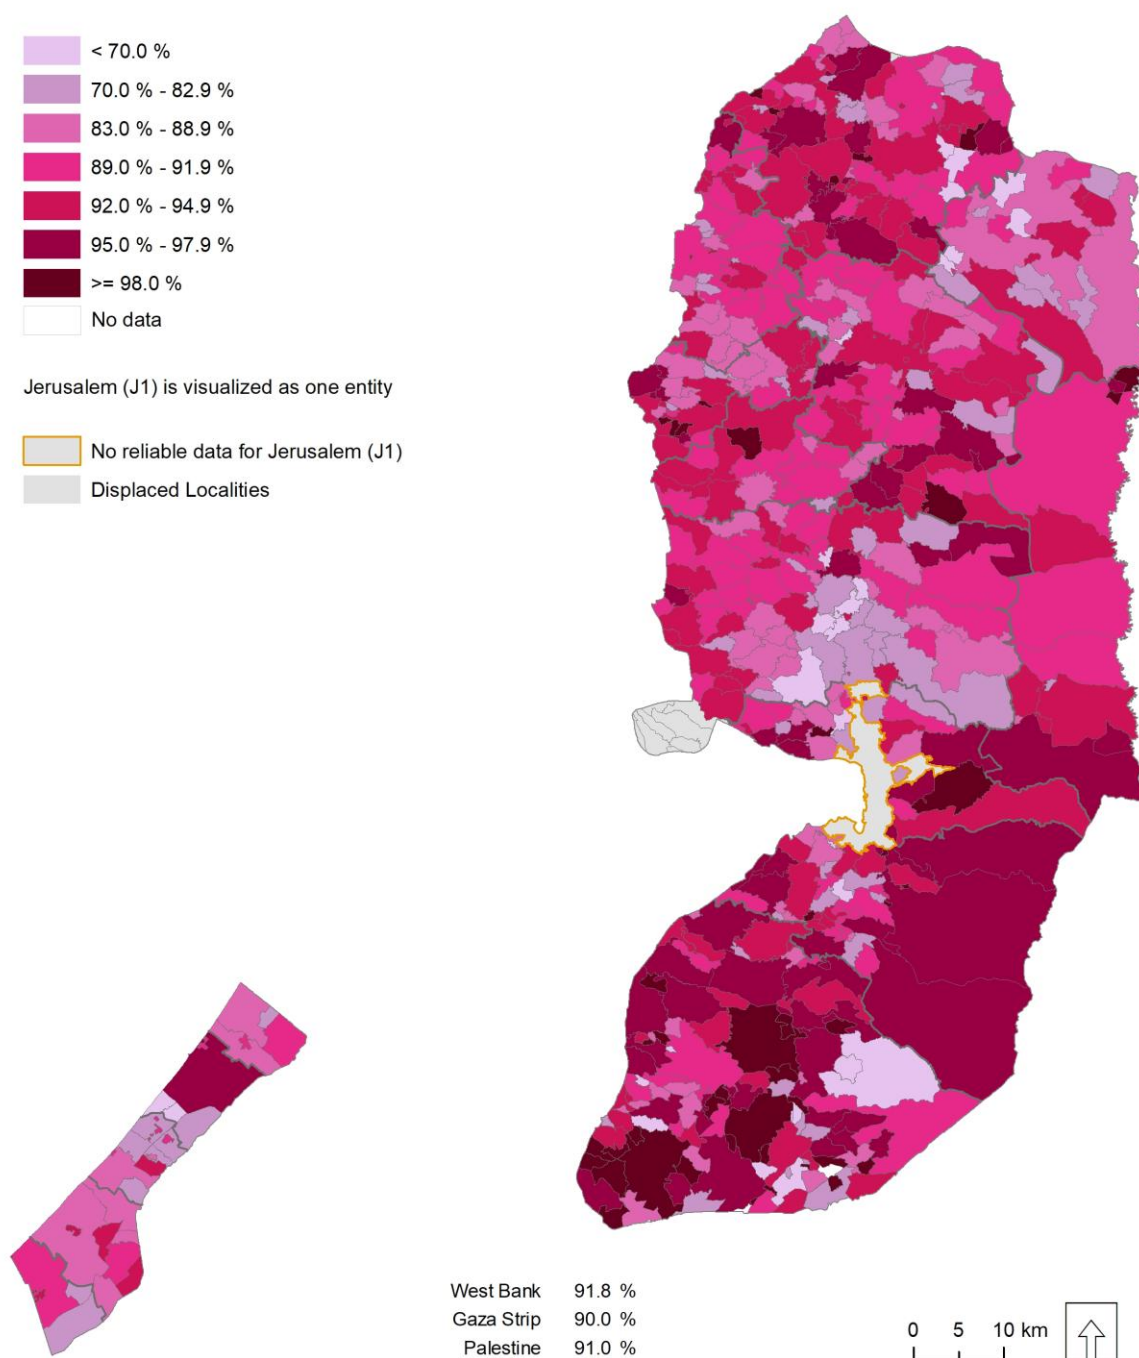 < 70.0 %
70.0 % - 82.9 %
83.0 % - 88.9 %
89.0 % - 91.9 %
92.0 % - 94.9 %
95.0 % - 97.9 %
>= 98.0 %
No data
Jerusalem (J1) is visualized as one entity
No reliable data for Jerusalem (J1)
Displaced Localities
West Bank 91.8 %
Gaza Strip 90.0 %
Palestine 91.0 %
0 5 10 km